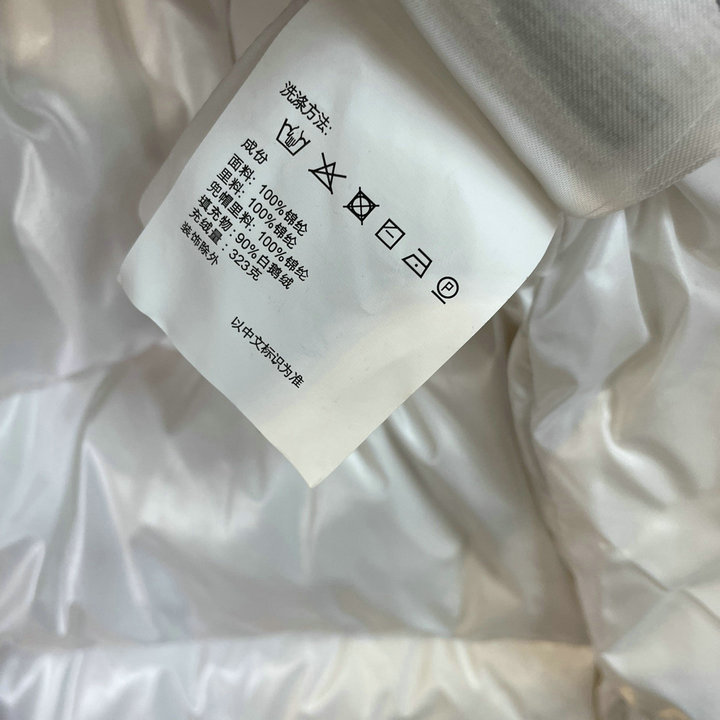 洗涤方法:
P
成份
面料: 100%锦纶
里料: 100%锦纶
兜帽里料: 100%锦纶
填充物: 90%白鹅绒
充绒量: 323克
装饰除外
以中文标识为准